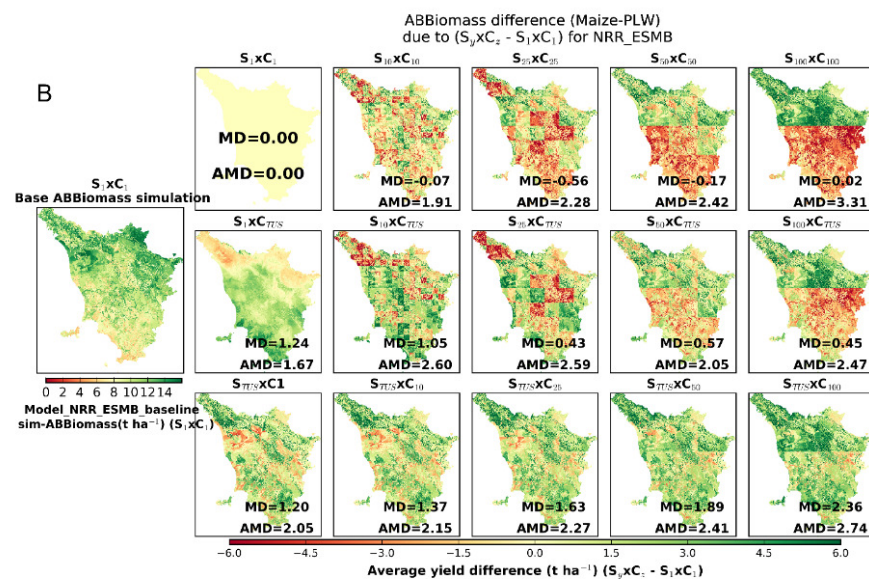 ABBiomass difference (Maize-PLW)
due to (SyxCz - S1xC1) for NRR_ESMB
B
S1xC1
S10xC10
S25xC25
S50xC50
S100xC100
MD=0.00
AMD=0.00
MD=-0.07
AMD=1.91
MD=-0.56
AMD=2.28
MD=-0.17
AMD=2.42
MD=0.02
AMD=3.31
S1xC1
Base ABBiomass simulation
0 2 4 6 8 10 12 14
Model_NRR_ESMB_baseline
sim-ABBiomass(t ha⁻¹) (S1xC1)
S1xCTUS
S10xCTUS
S25xCTUS
S50xCTUS
S100xCTUS
MD=1.24
AMD=1.67
MD=1.05
AMD=2.60
MD=0.43
AMD=2.59
MD=0.57
AMD=2.05
MD=0.45
AMD=2.47
STUSxC1
STUSxC10
STUSxC25
STUSxC50
STUSxC100
MD=1.20
AMD=2.05
MD=1.37
AMD=2.15
MD=1.63
AMD=2.27
MD=1.89
AMD=2.41
MD=2.36
AMD=2.74
−6.0 −4.5 −3.0 −1.5 0.0 1.5 3.0 4.5 6.0
Average yield difference (t ha⁻¹) (SyxCz - S1xC1)